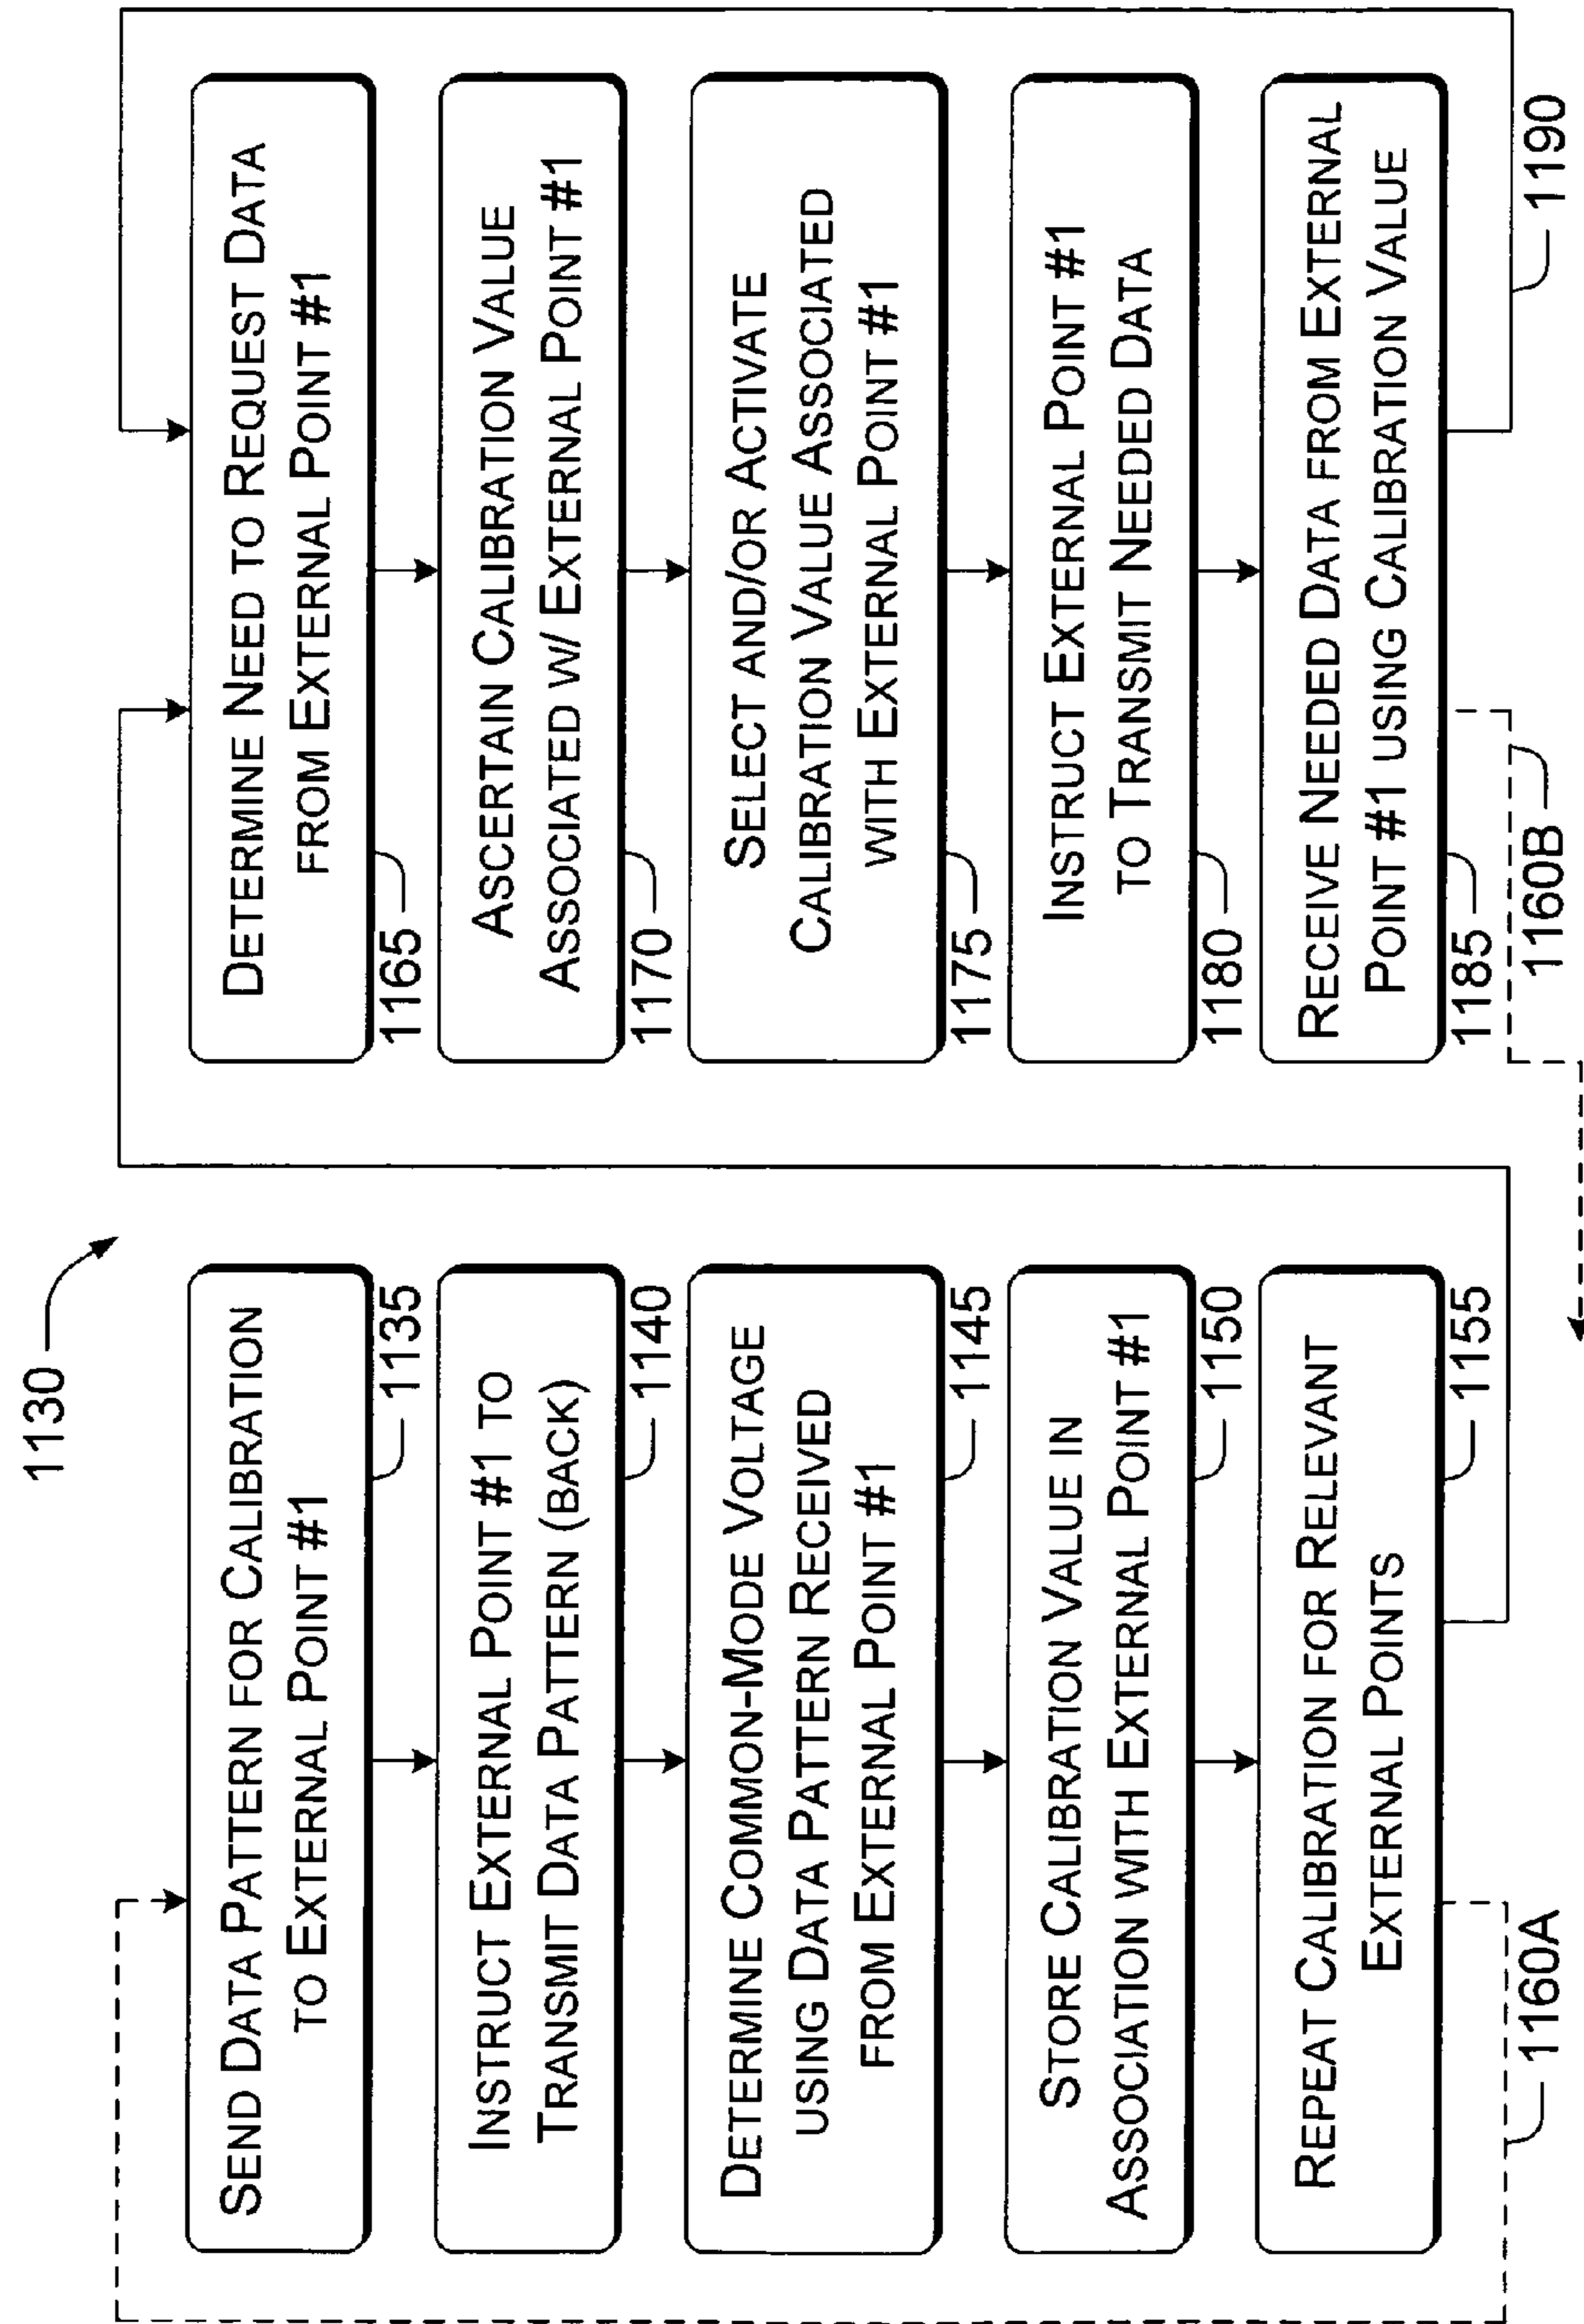 1130
SEND DATA PATTERN FOR CALIBRATION
TO EXTERNAL POINT #1
1135
INSTRUCT EXTERNAL POINT #1 TO
TRANSMIT DATA PATTERN (BACK)
1140
DETERMINE COMMON-MODE VOLTAGE
USING DATA PATTERN RECEIVED
FROM EXTERNAL POINT #1
1145
STORE CALIBRATION VALUE IN
ASSOCIATION WITH EXTERNAL POINT #1
1150
REPEAT CALIBRATION FOR RELEVANT
EXTERNAL POINTS
1155
1160A
DETERMINE NEED TO REQUEST DATA
FROM EXTERNAL POINT #1
1165
ASCERTAIN CALIBRATION VALUE
ASSOCIATED W/ EXTERNAL POINT #1
1170
SELECT AND/OR ACTIVATE
CALIBRATION VALUE ASSOCIATED
WITH EXTERNAL POINT #1
1175
INSTRUCT EXTERNAL POINT #1
TO TRANSMIT NEEDED DATA
1180
RECEIVE NEEDED DATA FROM EXTERNAL
POINT #1 USING CALIBRATION VALUE
1185
1160B
1190